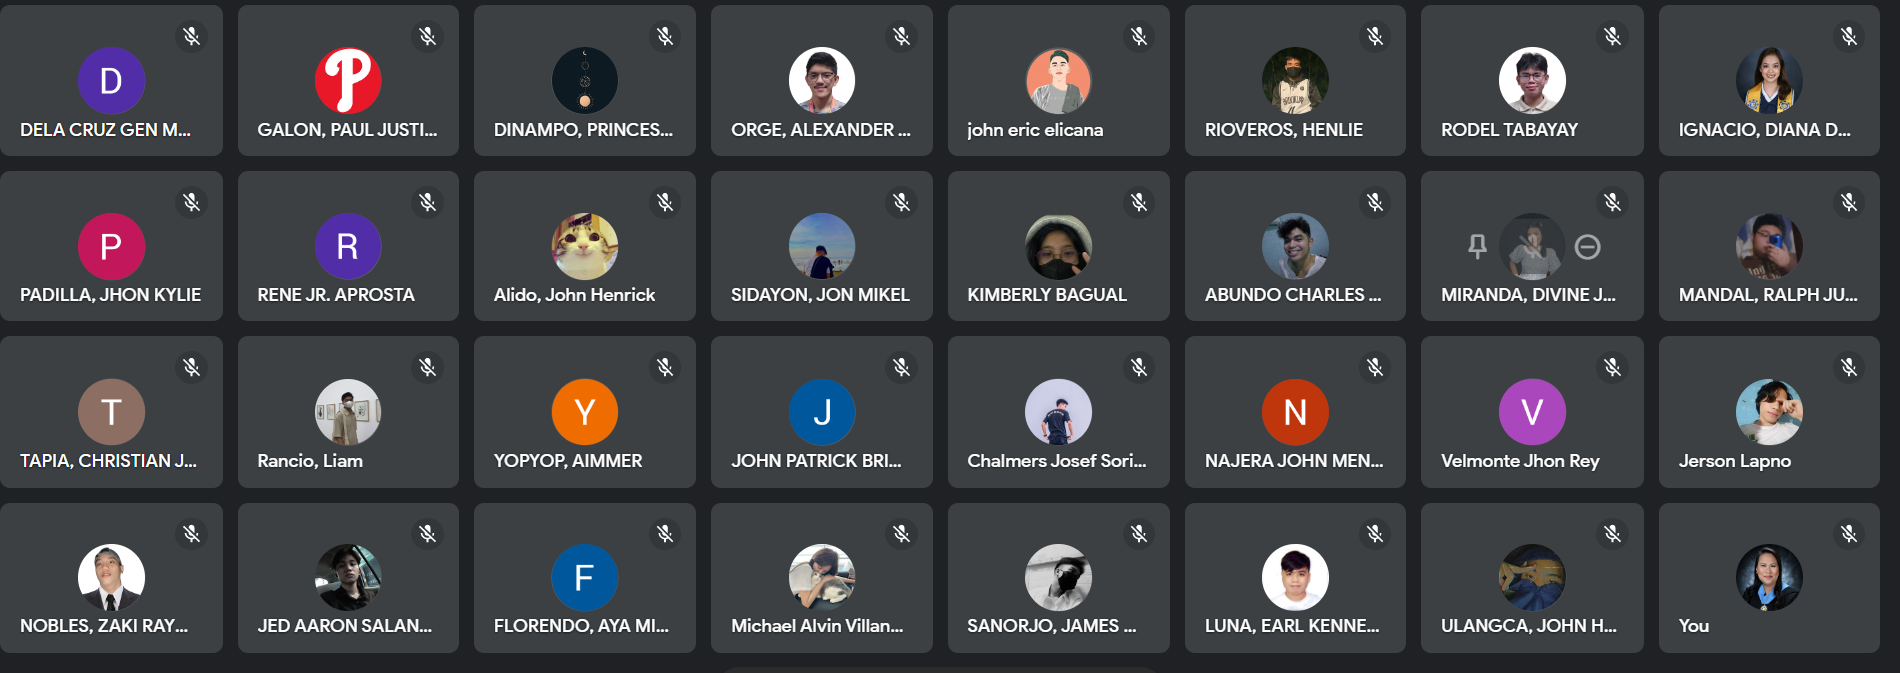 D
DELA CRUZ GEN M...
P
GALON, PAUL JUSTI...
DINAMPO, PRINCES...
ORGE, ALEXANDER ...
john eric elicana
RIOVEROS, HENLIE
RODEL TABAYAY
IGNACIO, DIANA D...
P
PADILLA, JHON KYLIE
R
RENE JR. APROSTA
Alido, John Henrick
SIDAYON, JON MIKEL
KIMBERLY BAGUAL
ABUNDO CHARLES ...
MIRANDA, DIVINE J...
MANDAL, RALPH JU...
T
TAPIA, CHRISTIAN J...
Rancio, Liam
Y
YOPYOP, AIMMER
J
JOHN PATRICK BRI...
Chalmers Josef Sori...
N
NAJERA JOHN MEN...
V
Velmonte Jhon Rey
Jerson Lapno
NOBLES, ZAKI RAY...
JED AARON SALAN...
F
FLORENDO, AYA MI...
Michael Alvin Villan...
SANORJO, JAMES ...
LUNA, EARL KENNE...
ULANGCA, JOHN H...
You